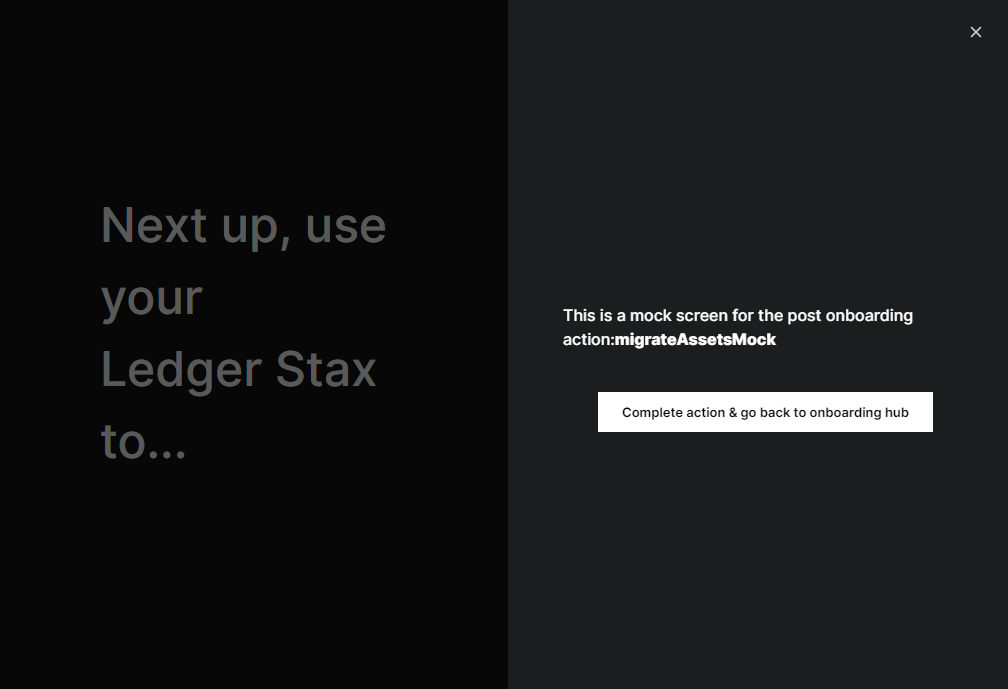 Next up, use
your
Ledger Stax
to...
This is a mock screen for the post onboarding
action:migrateAssetsMock
Complete action & go back to onboarding hub